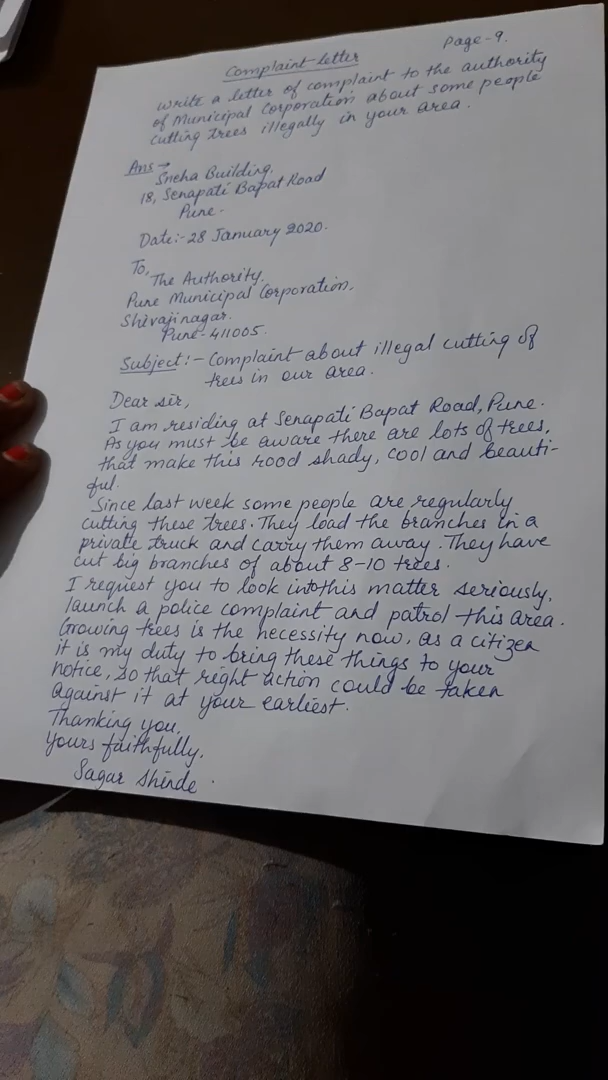 Page-9.
Complaint-letter
Write a letter of complaint to the authority
of Municipal Corporation about some people
cutting trees illegally in your area.
Ans →
Sneha Building,
18, Senapati Bapat Road
Pune-
Date:- 28 January 2020.
To,
The Authority,
Pune Municipal Corporation,
Shivajinagar.
Pune-411005.
Subject:- Complaint about illegal cutting of
trees in our area.
Dear sir,
I am residing at Senapati Bapat Road, Pune.
As you must be aware there are lots of trees,
that make this rood shady, cool and beauti-
ful.
Since last week some people are regularly
cutting these trees. They load the branches in a
private truck and carry them away. They have
cut big branches of about 8-10 trees.
I request you to look into this matter seriously,
launch a police complaint and patrol this area.
Growing trees is the necessity now, as a citizen
it is my duty to bring these things to your
notice, so that right action could be taken
against it at your earliest.
Thanking you,
Yours faithfully,
Sagar Shinde.